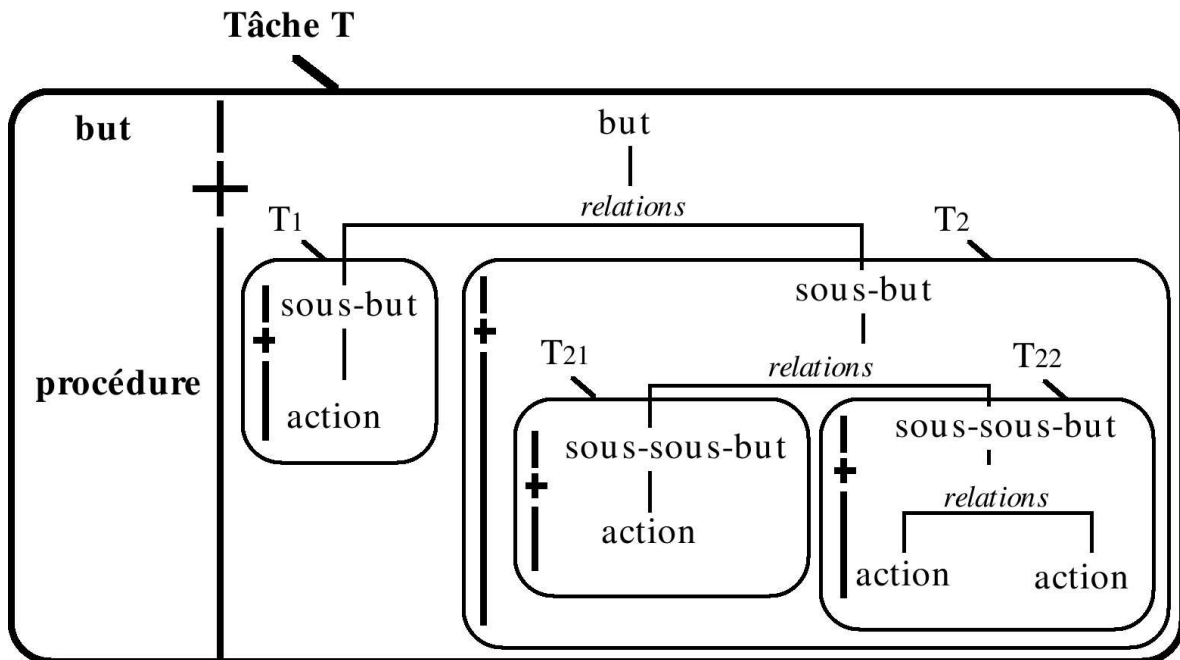 Tâche T
but
but
relations
T1
T2
sous-but
sous-but
T21
relations
T22
procédure
action
sous-sous-but
sous-sous-but
relations
action
action
action